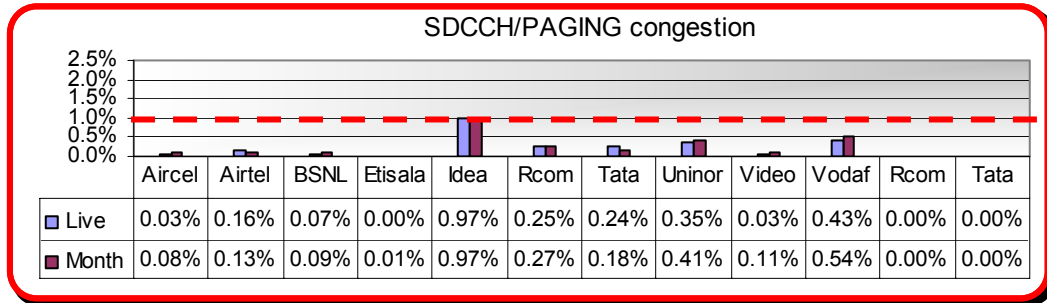 SDCCH/PAGING congestion
2.5%
2.0%
1.5%
1.0%
0.5%
0.0%
Aircel Airtel BSNL Etisala Idea Rcom Tata Uninor Video Vodaf Rcom Tata
Live 0.03% 0.16% 0.07% 0.00% 0.97% 0.25% 0.24% 0.35% 0.03% 0.43% 0.00% 0.00%
Month 0.08% 0.13% 0.09% 0.01% 0.97% 0.27% 0.18% 0.41% 0.11% 0.54% 0.00% 0.00%